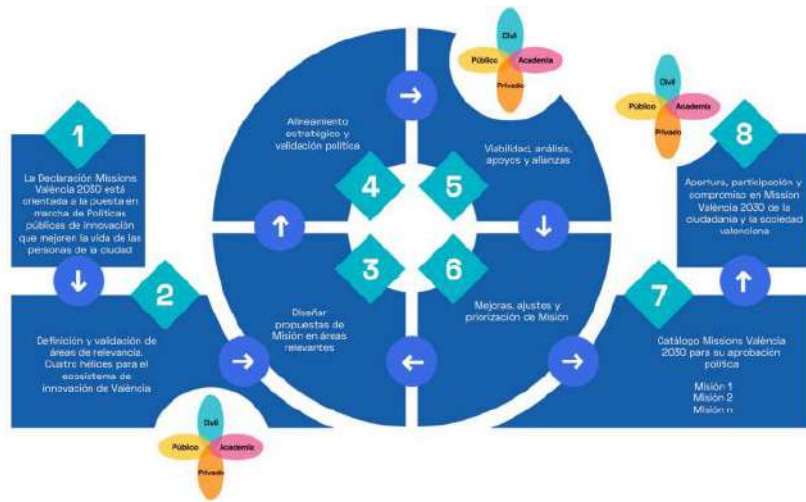 1
La Declaración Missions
València 2030 está
orientada a la puesta en
marcha de Políticas
públicas de innovación
que mejoren la vida de las
personas de la ciudad
2
Definición y validación de
áreas de relevancia.
Cuatro hélices para el
ecosistema de
innovación de València
Civil
Público
Academia
Privado
3
Diseñar
propuestas de
Misión en áreas
relevantes
4
Alineamiento
estratégico y
validación política
5
Viabilidad, análisis,
apoyos y alianzas
Civil
Público
Academia
Privado
6
Mejoras, ajustes y
priorización de Misión
7
Catálogo Missions València
2030 para su aprobación
política
Misión 1
Misión 2
Misión n
8
Apertura, participación y
compromiso en Mission
València 2030 de la
ciudadanía y la sociedad
valenciana
Civil
Público
Academia
Privado